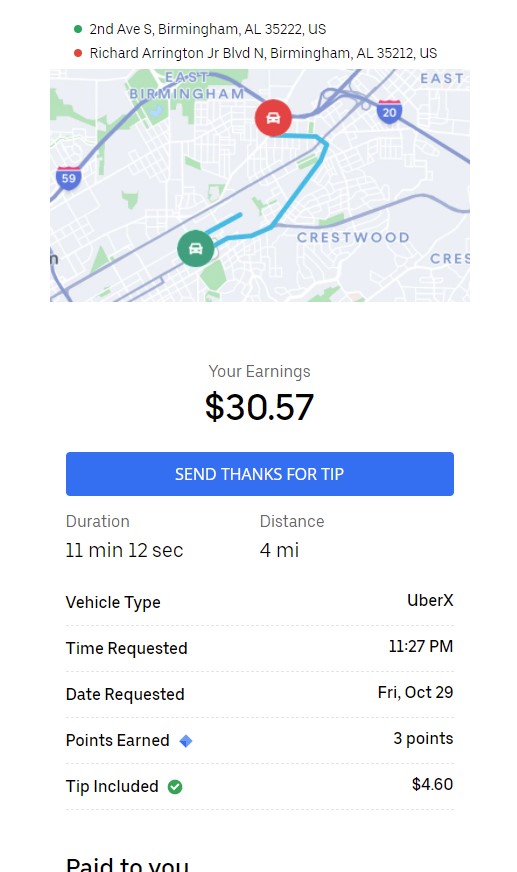 2nd Ave S, Birmingham, AL 35222, US
Richard Arrington Jr Blvd N, Birmingham, AL 35212, US
EAST
BIRMINGHAM
EAST
20
59
CRESTWOOD
n
CRES
Your Earnings
$30.57
SEND THANKS FOR TIP
Duration
Distance
11 min 12 sec
4 mi
Vehicle Type
UberX
Time Requested
11:27 PM
Date Requested
Fri, Oct 29
Points Earned
3 points
Tip Included
$4.60
Paid to you